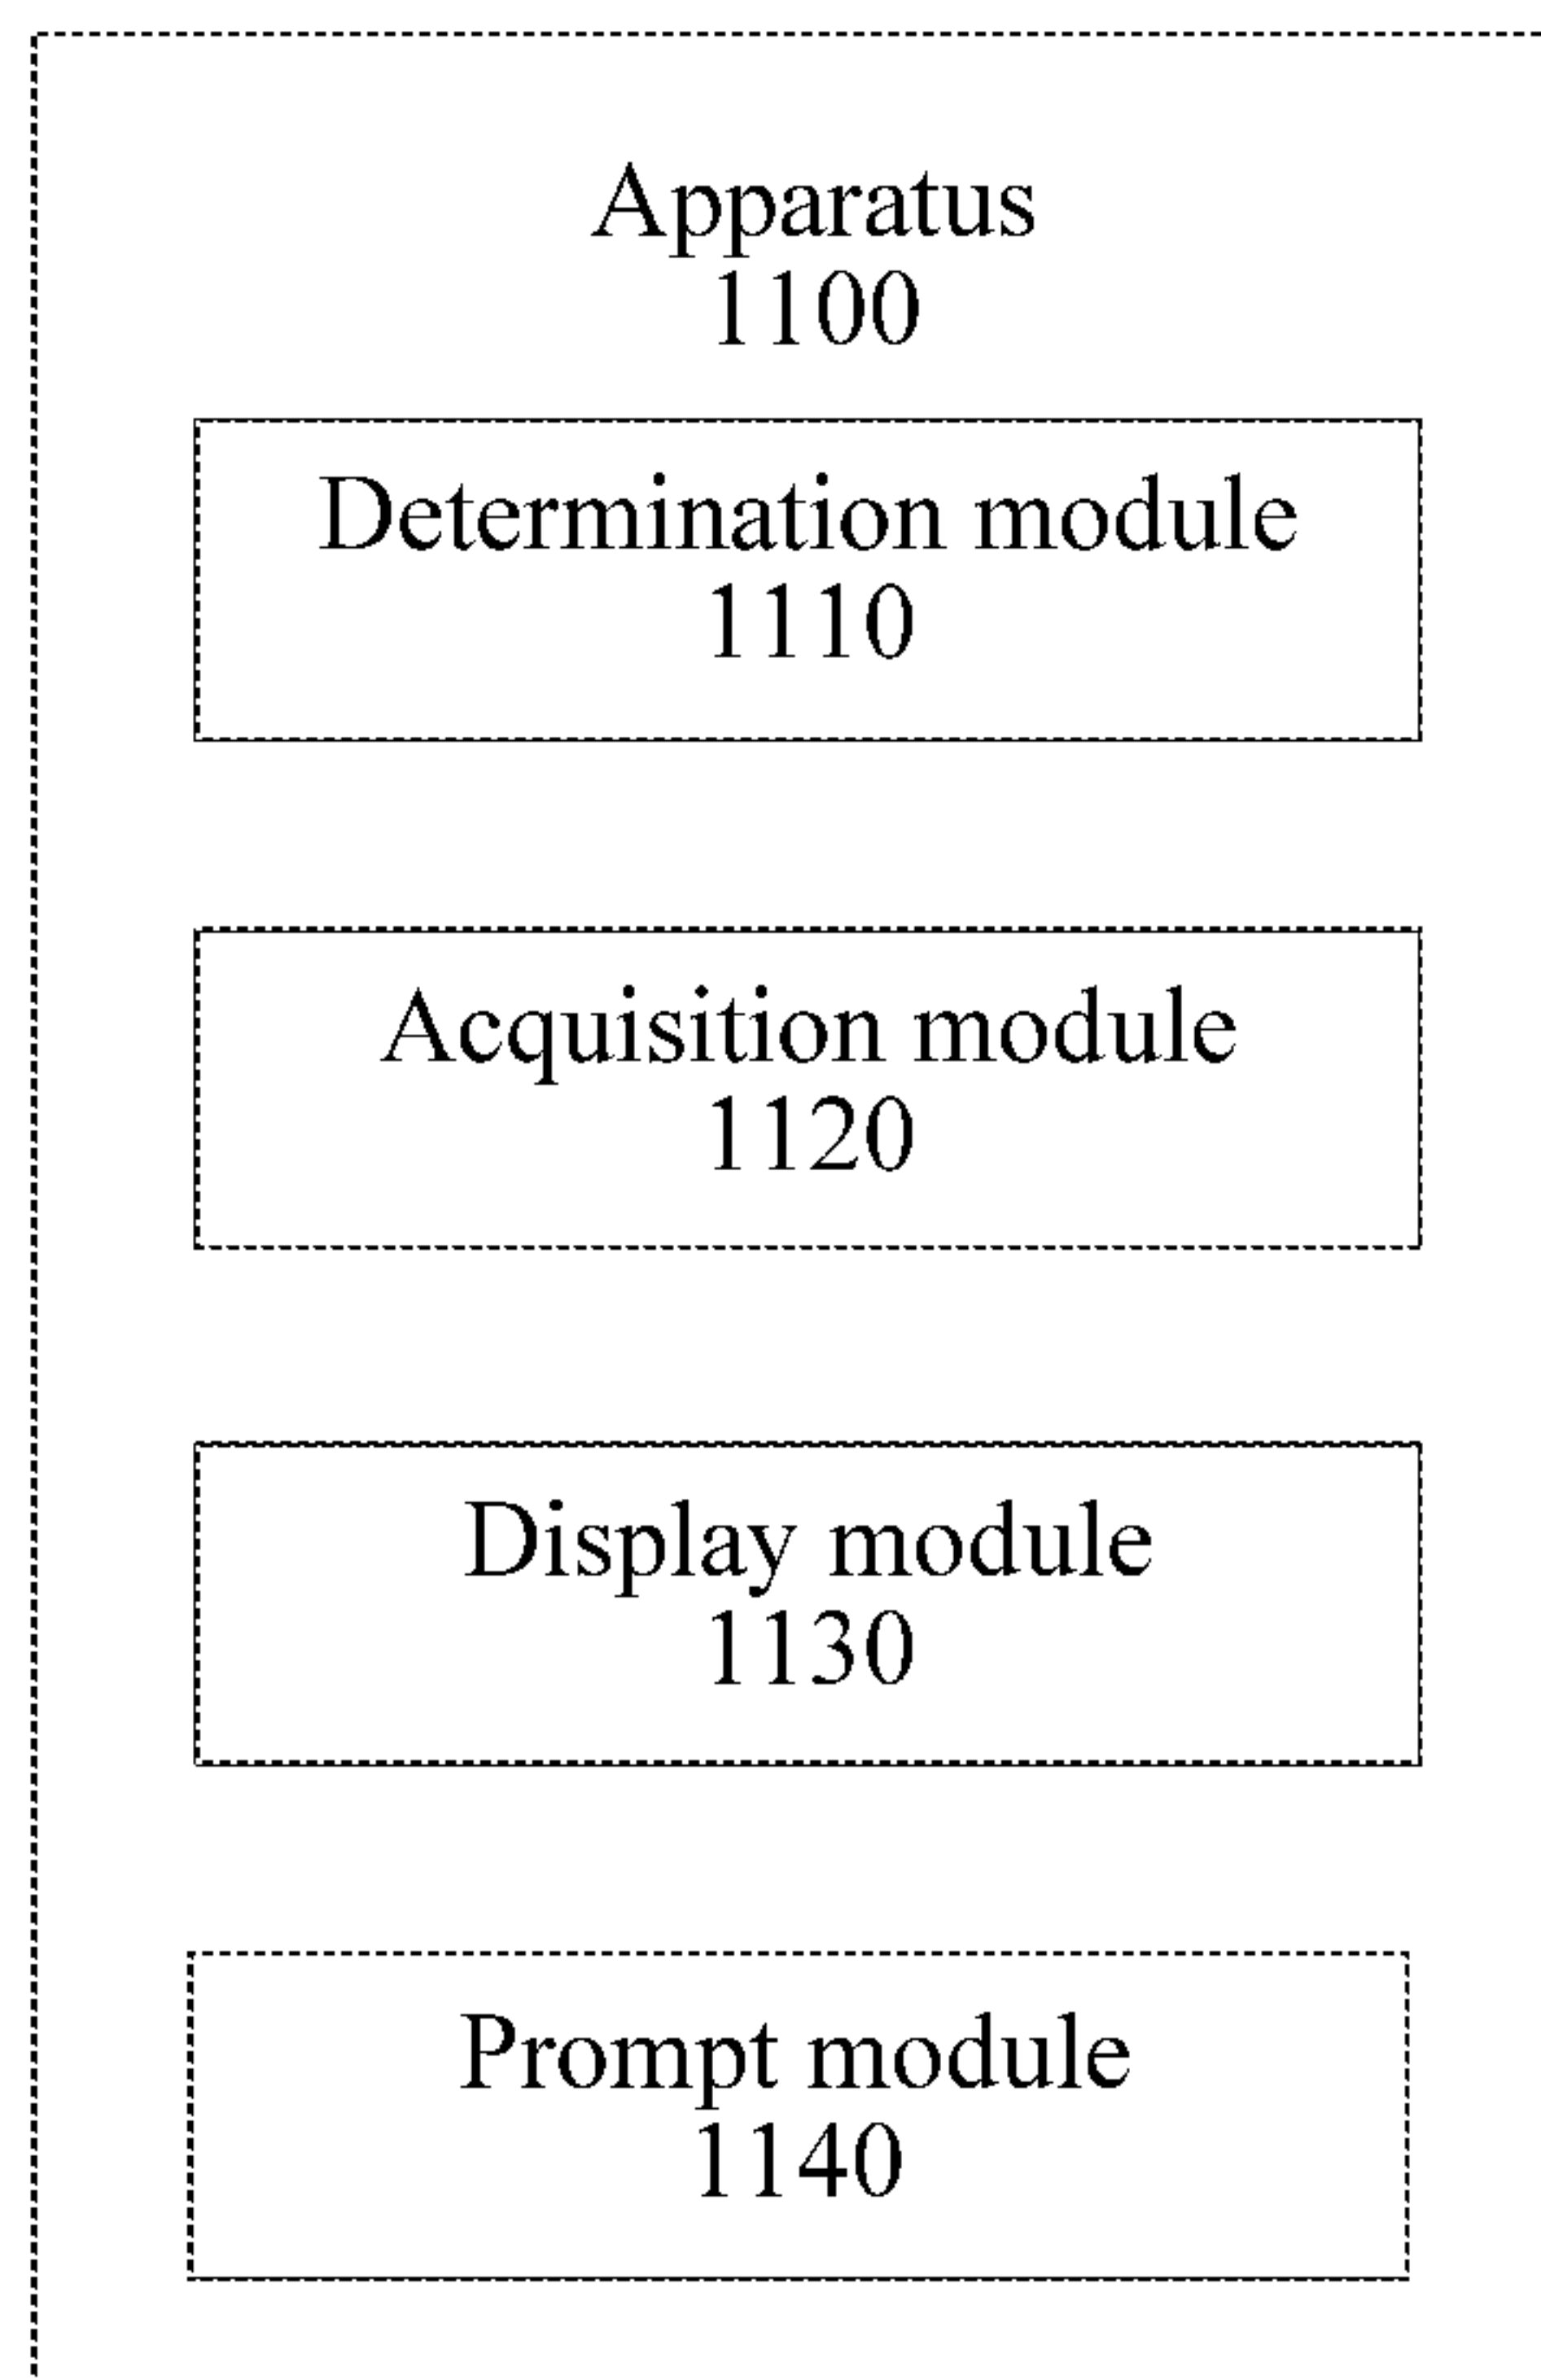 Apparatus
1100
Determination module
1110
Acquisition module
1120
Display module
1130
Prompt module
1140